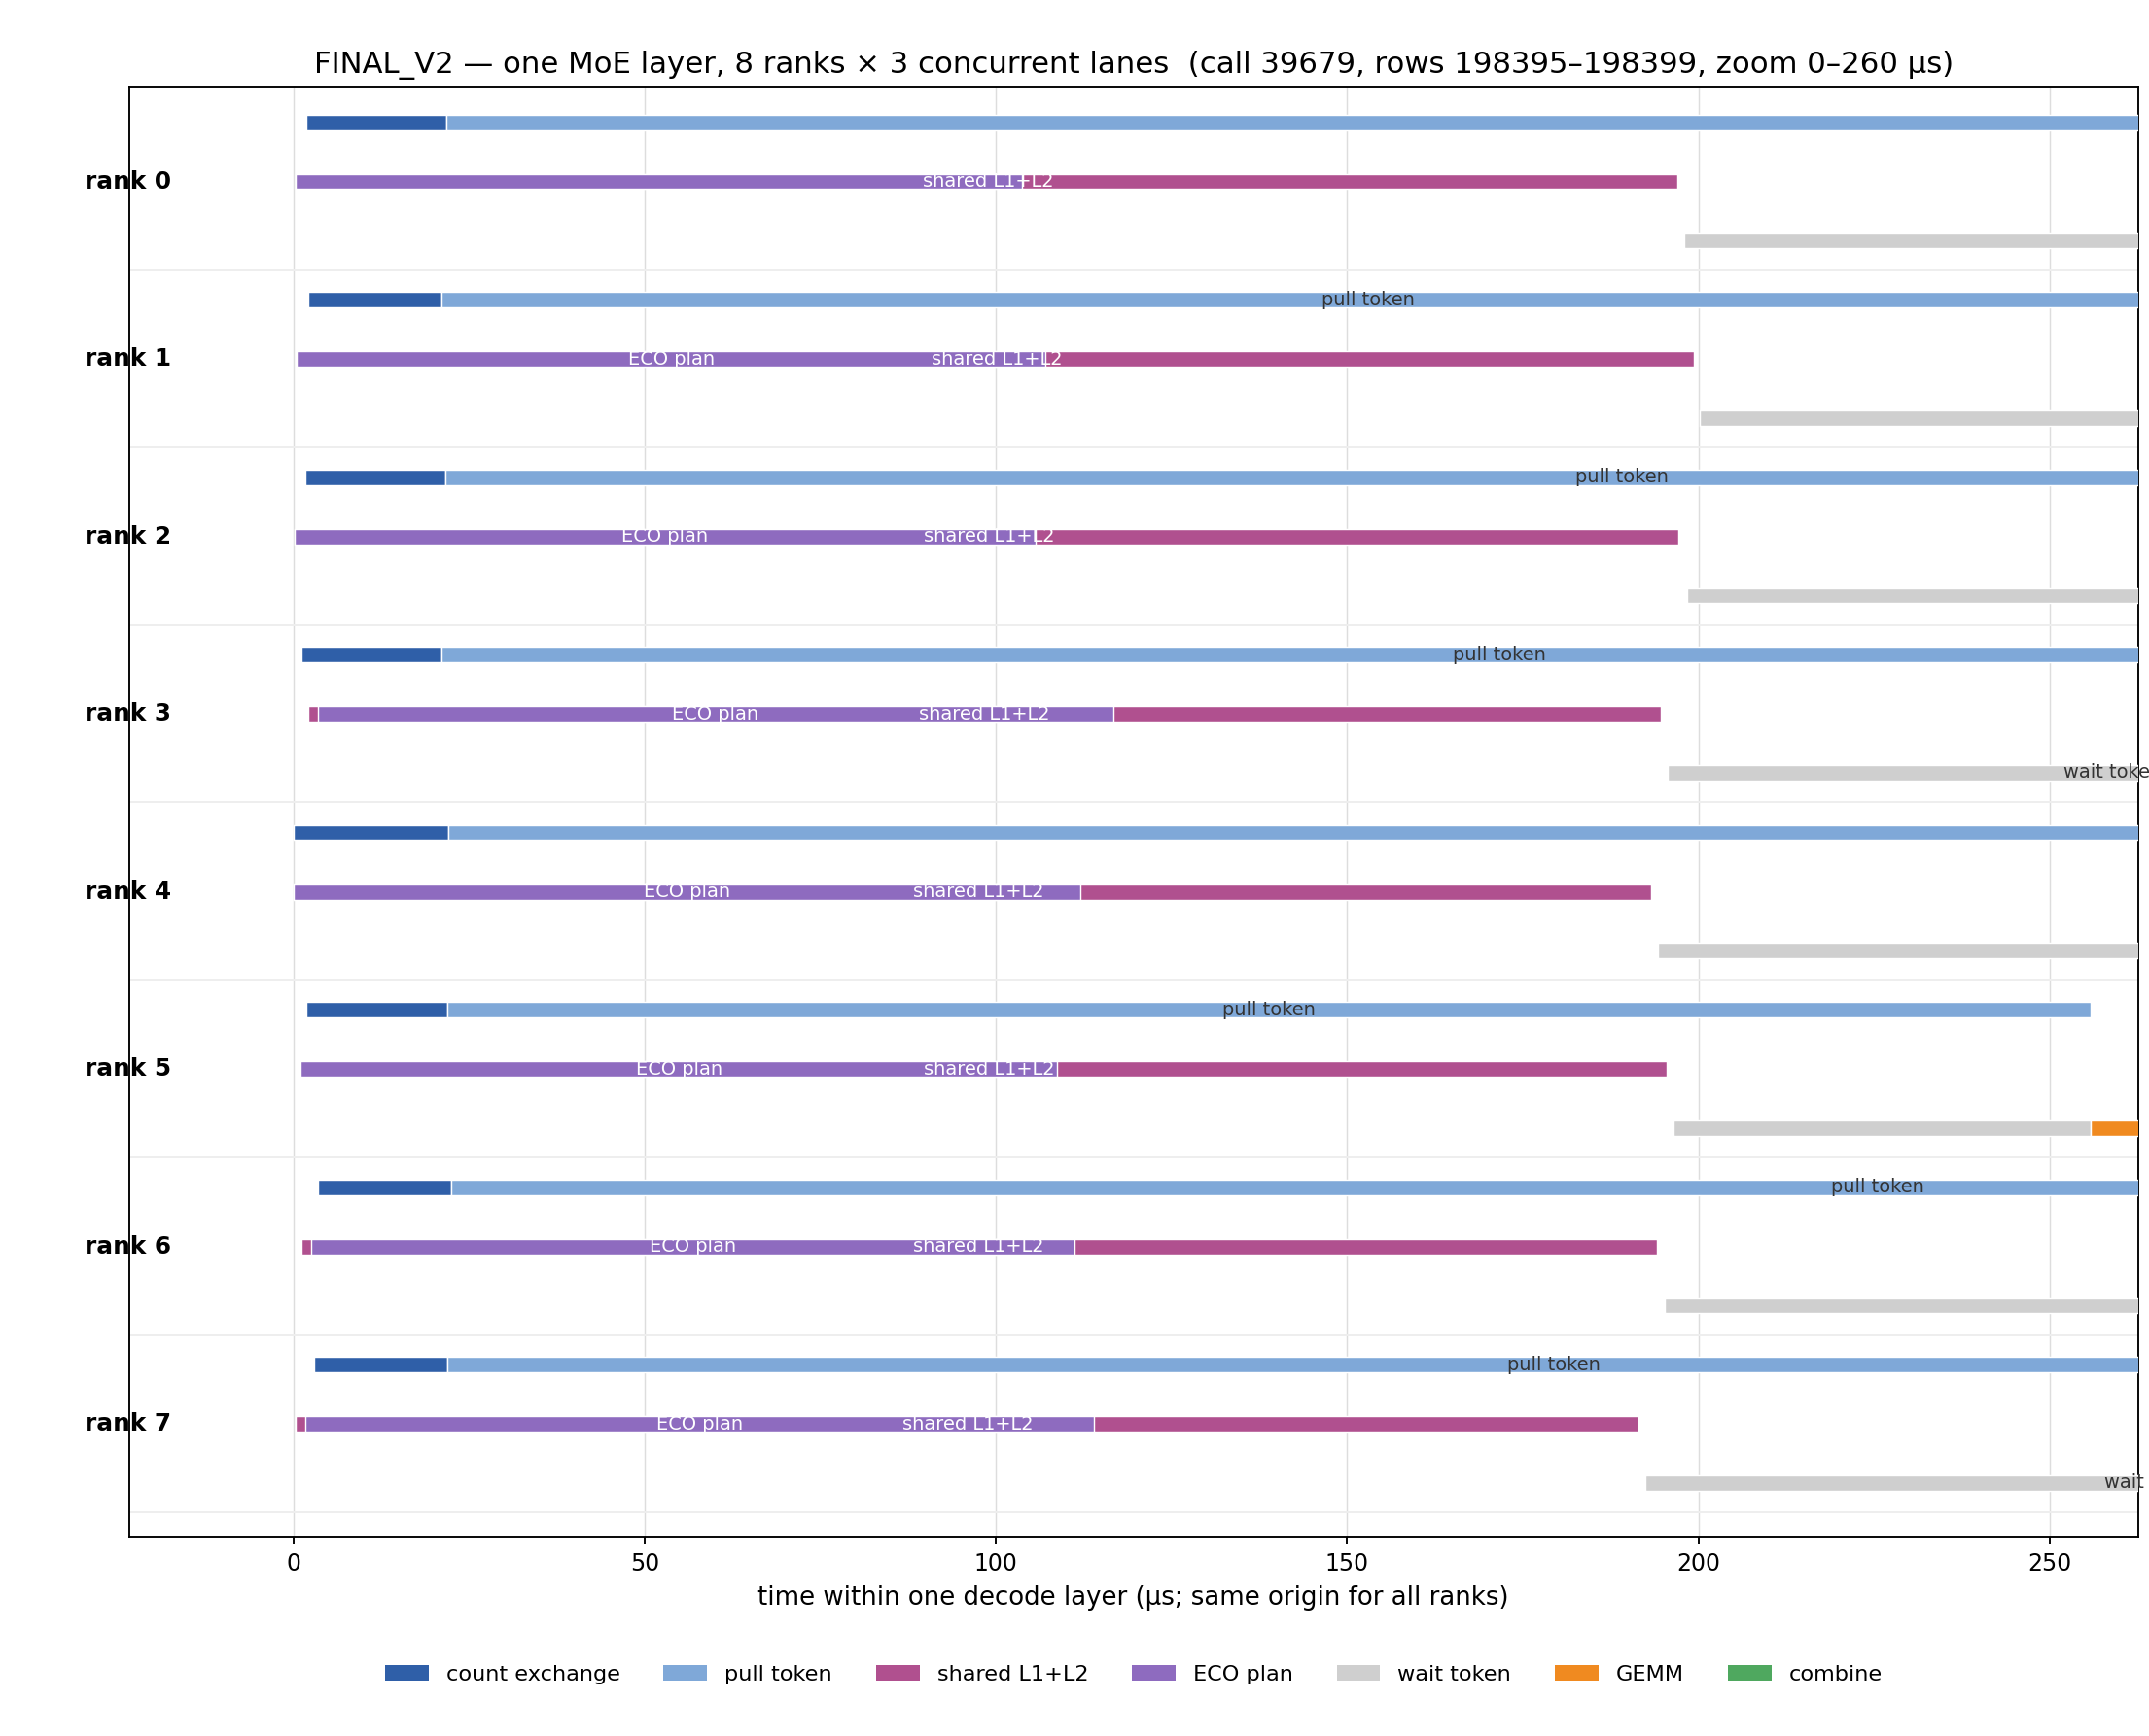 FINAL_V2 — one MoE layer, 8 ranks × 3 concurrent lanes  (call 39679, rows 198395–198399, zoom 0–260 µs)
rank 0
shared L1+L2
pull token
rank 1
ECO plan
shared L1+L2
pull token
rank 2
ECO plan
shared L1+L2
pull token
rank 3
ECO plan
shared L1+L2
wait toke
rank 4
ECO plan
shared L1+L2
pull token
rank 5
ECO plan
shared L1+L2
pull token
rank 6
ECO plan
shared L1+L2
pull token
rank 7
ECO plan
shared L1+L2
wait
0 50 100 150 200 250
time within one decode layer (µs; same origin for all ranks)
count exchange pull token shared L1+L2 ECO plan wait token GEMM combine